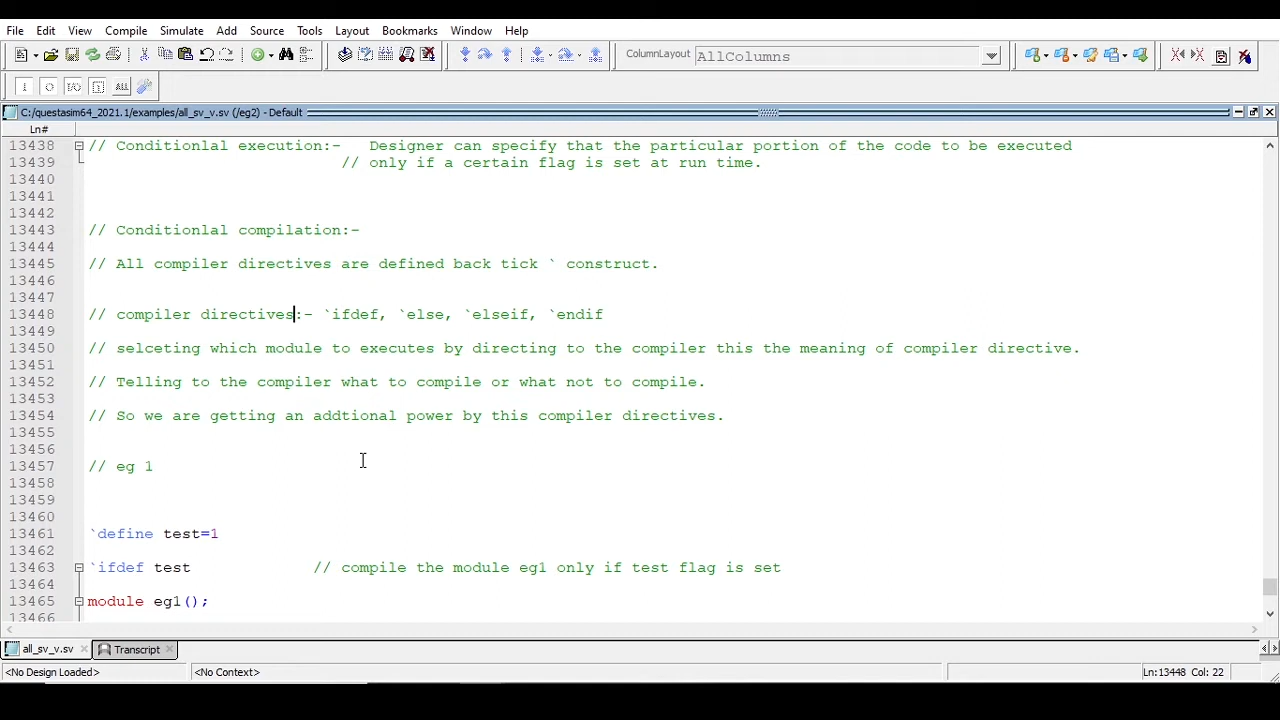 File Edit View Compile Simulate Add Source Tools Layout Bookmarks Window Help
ColumnLayout AllColumns
C:/questasim64_2021.1/examples/all_sv_v.sv (/eg2) - Default
Ln#
13438 // Conditionlal execution:- Designer can specify that the particular portion of the code to be executed
13439 // only if a certain flag is set at run time.
13440
13441
13442
13443 // Conditionlal compilation:-
13444
13445 // All compiler directives are defined back tick ` construct.
13446
13447
13448 // compiler directives:- `ifdef, `else, `elseif, `endif
13449
13450 // selceting which module to executes by directing to the compiler this the meaning of compiler directive.
13451
13452 // Telling to the compiler what to compile or what not to compile.
13453
13454 // So we are getting an addtional power by this compiler directives.
13455
13456
13457 // eg 1
13458
13459
13460
13461 `define test=1
13462
13463 `ifdef test // compile the module eg1 only if test flag is set
13464
13465 module eg1();
13466
all_sv_v.sv Transcript
<No Design Loaded> <No Context> Ln:13448 Col: 22